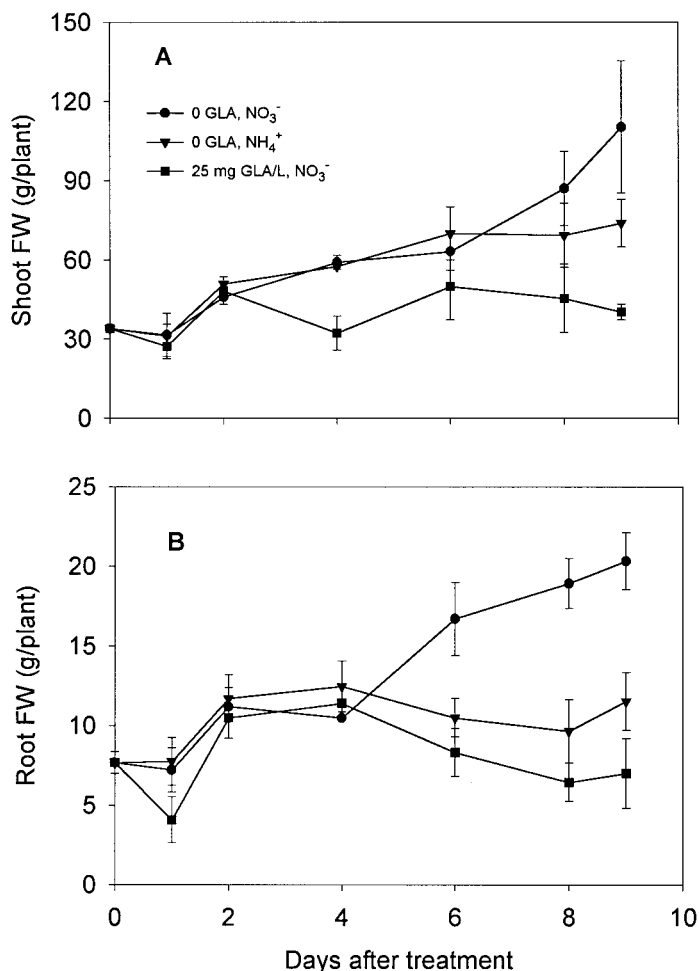 150
A
0 GLA, NO₃⁻
120
0 GLA, NH₄⁺
25 mg GLA/L, NO₃⁻
90
60
30
0
Shoot FW (g/plant)
25
B
20
15
10
5
0
Root FW (g/plant)
0 2 4 6 8 10
Days after treatment